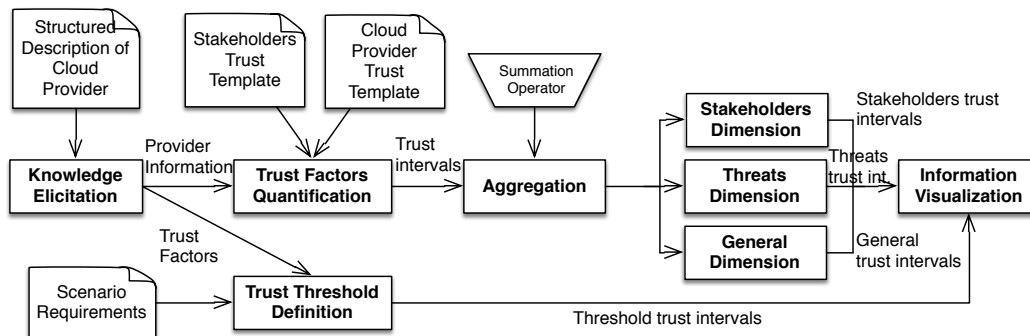 Structured
Description of
Cloud
Provider
Stakeholders
Trust
Template
Cloud
Provider
Trust
Template
Summation
Operator
Stakeholders
Dimension
Stakeholders trust
intervals
Provider
Information
Trust
intervals
Threats
trust int.
Knowledge
Elicitation
Trust Factors
Quantification
Aggregation
Threats
Dimension
Information
Visualization
Trust
Factors
General
Dimension
General
trust intervals
Scenario
Requirements
Trust Threshold
Definition
Threshold trust intervals